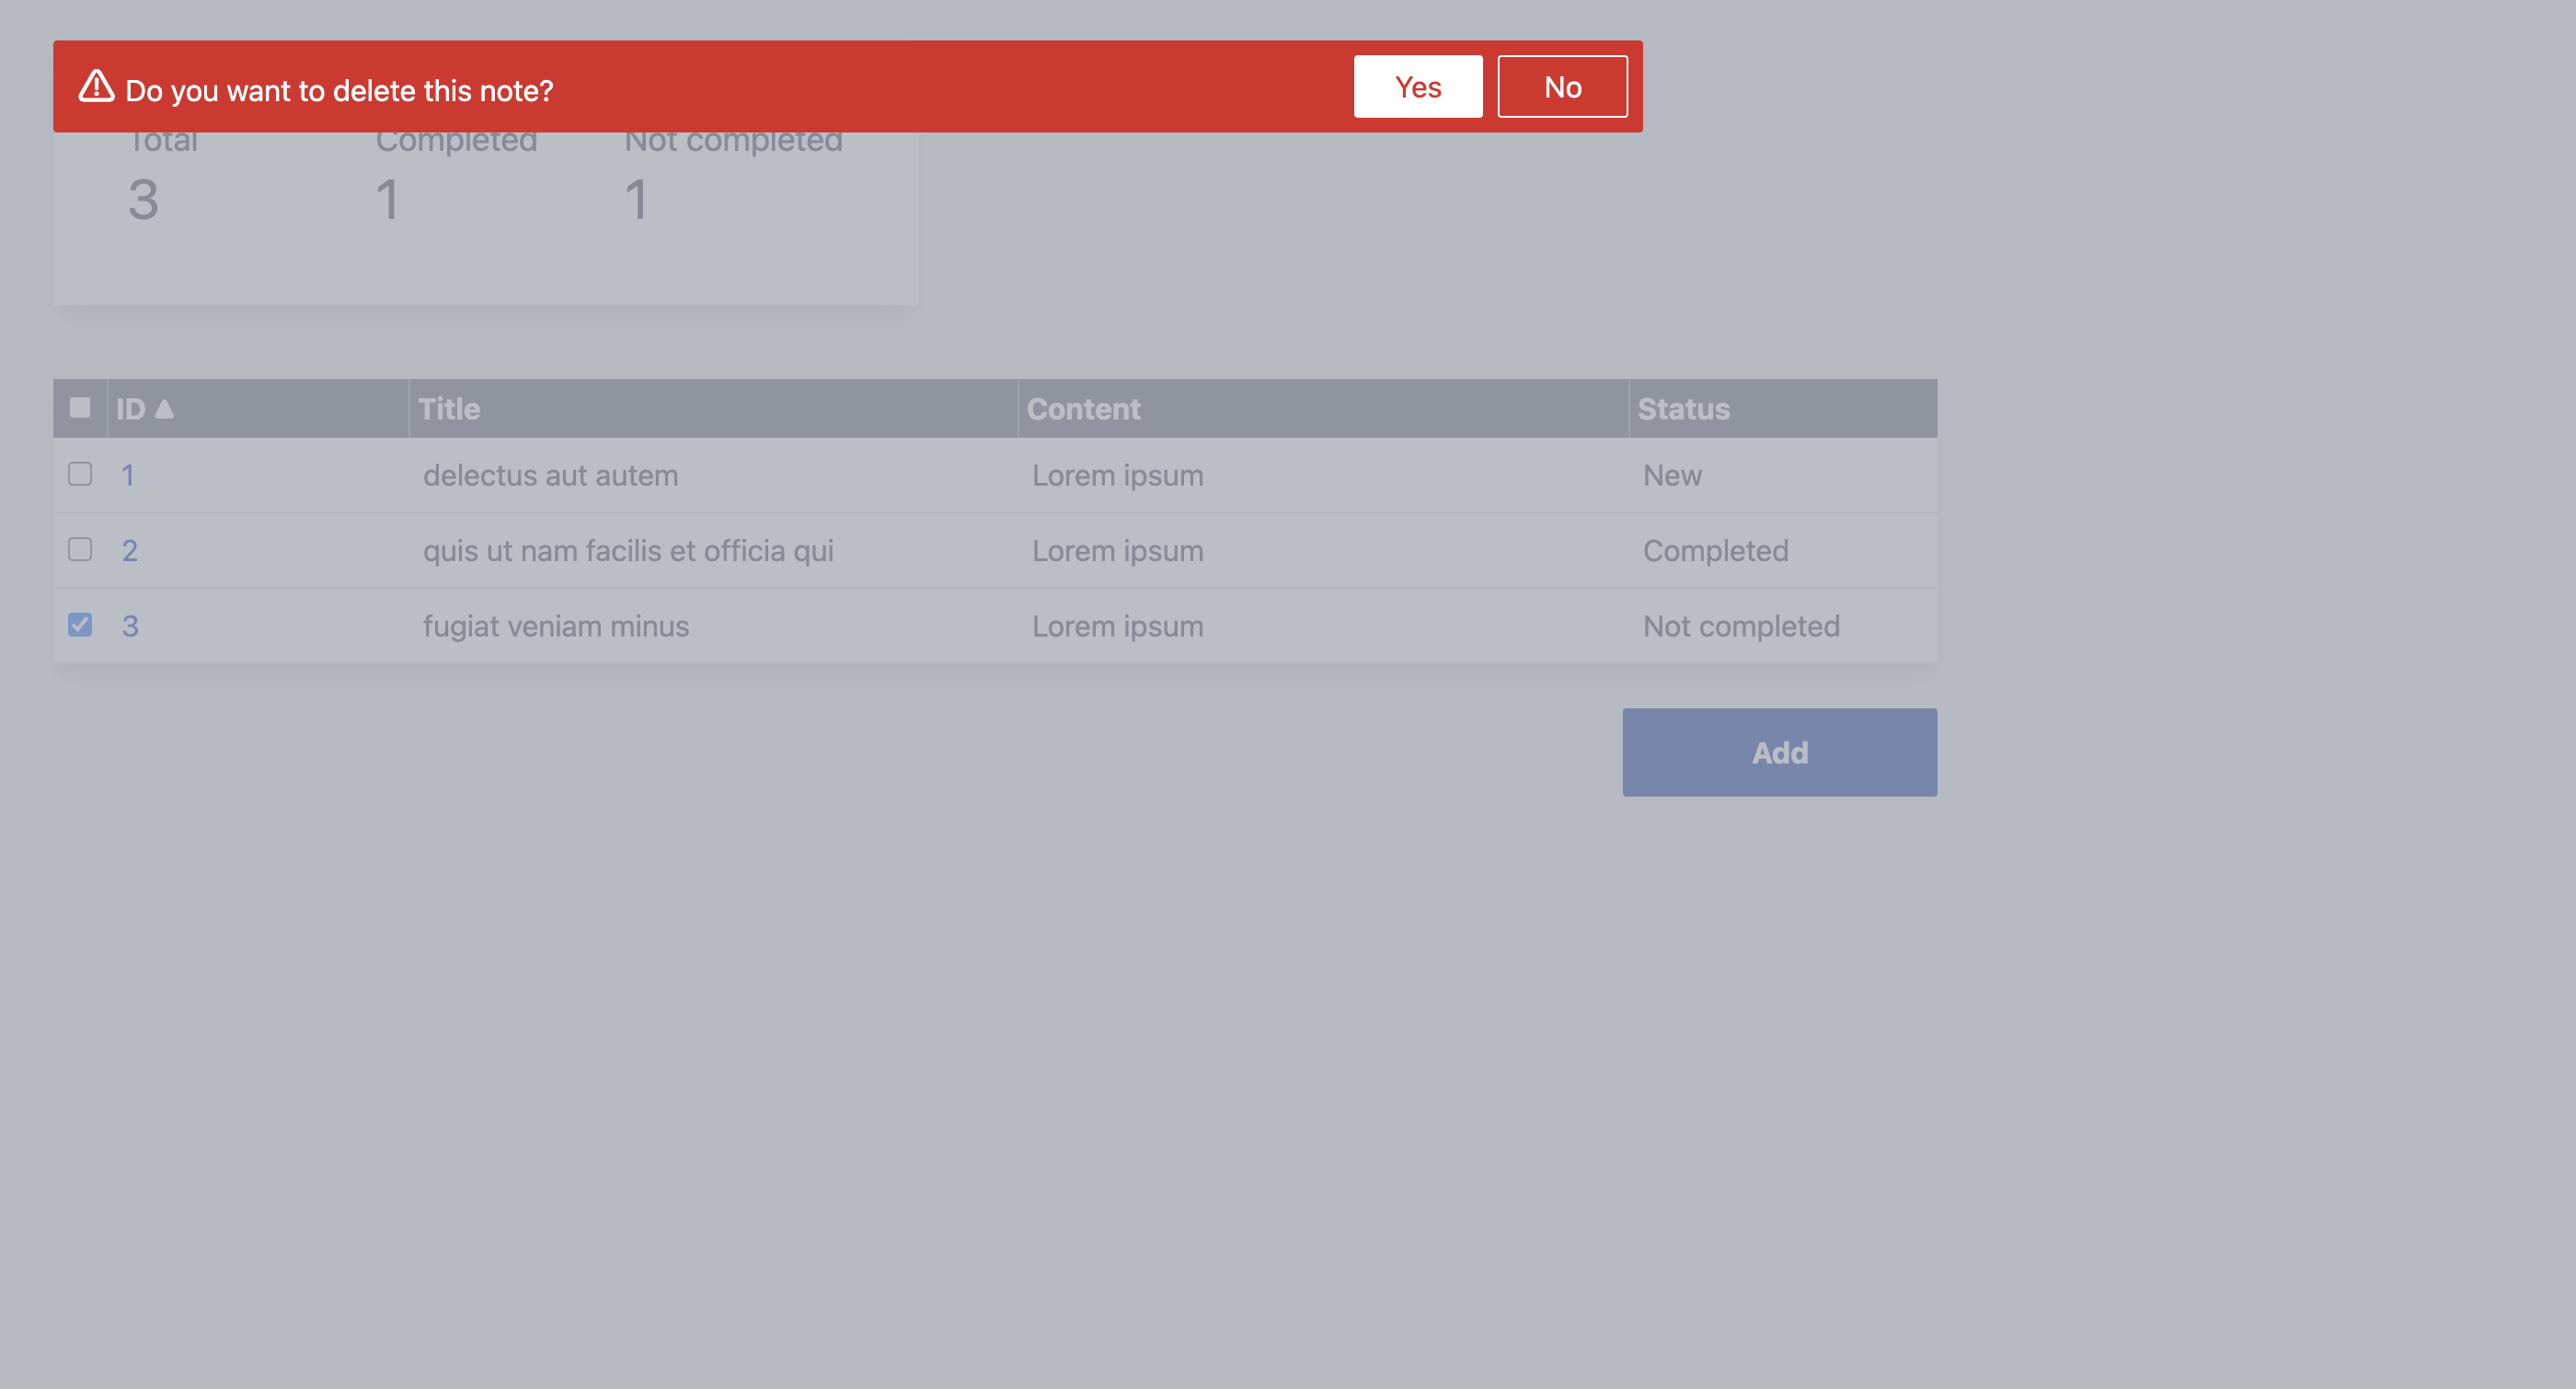 Do you want to delete this note? Yes No
Total Completed Not completed
3 1 1
ID Title Content Status
1 delectus aut autem Lorem ipsum New
2 quis ut nam facilis et officia qui Lorem ipsum Completed
3 fugiat veniam minus Lorem ipsum Not completed
Add